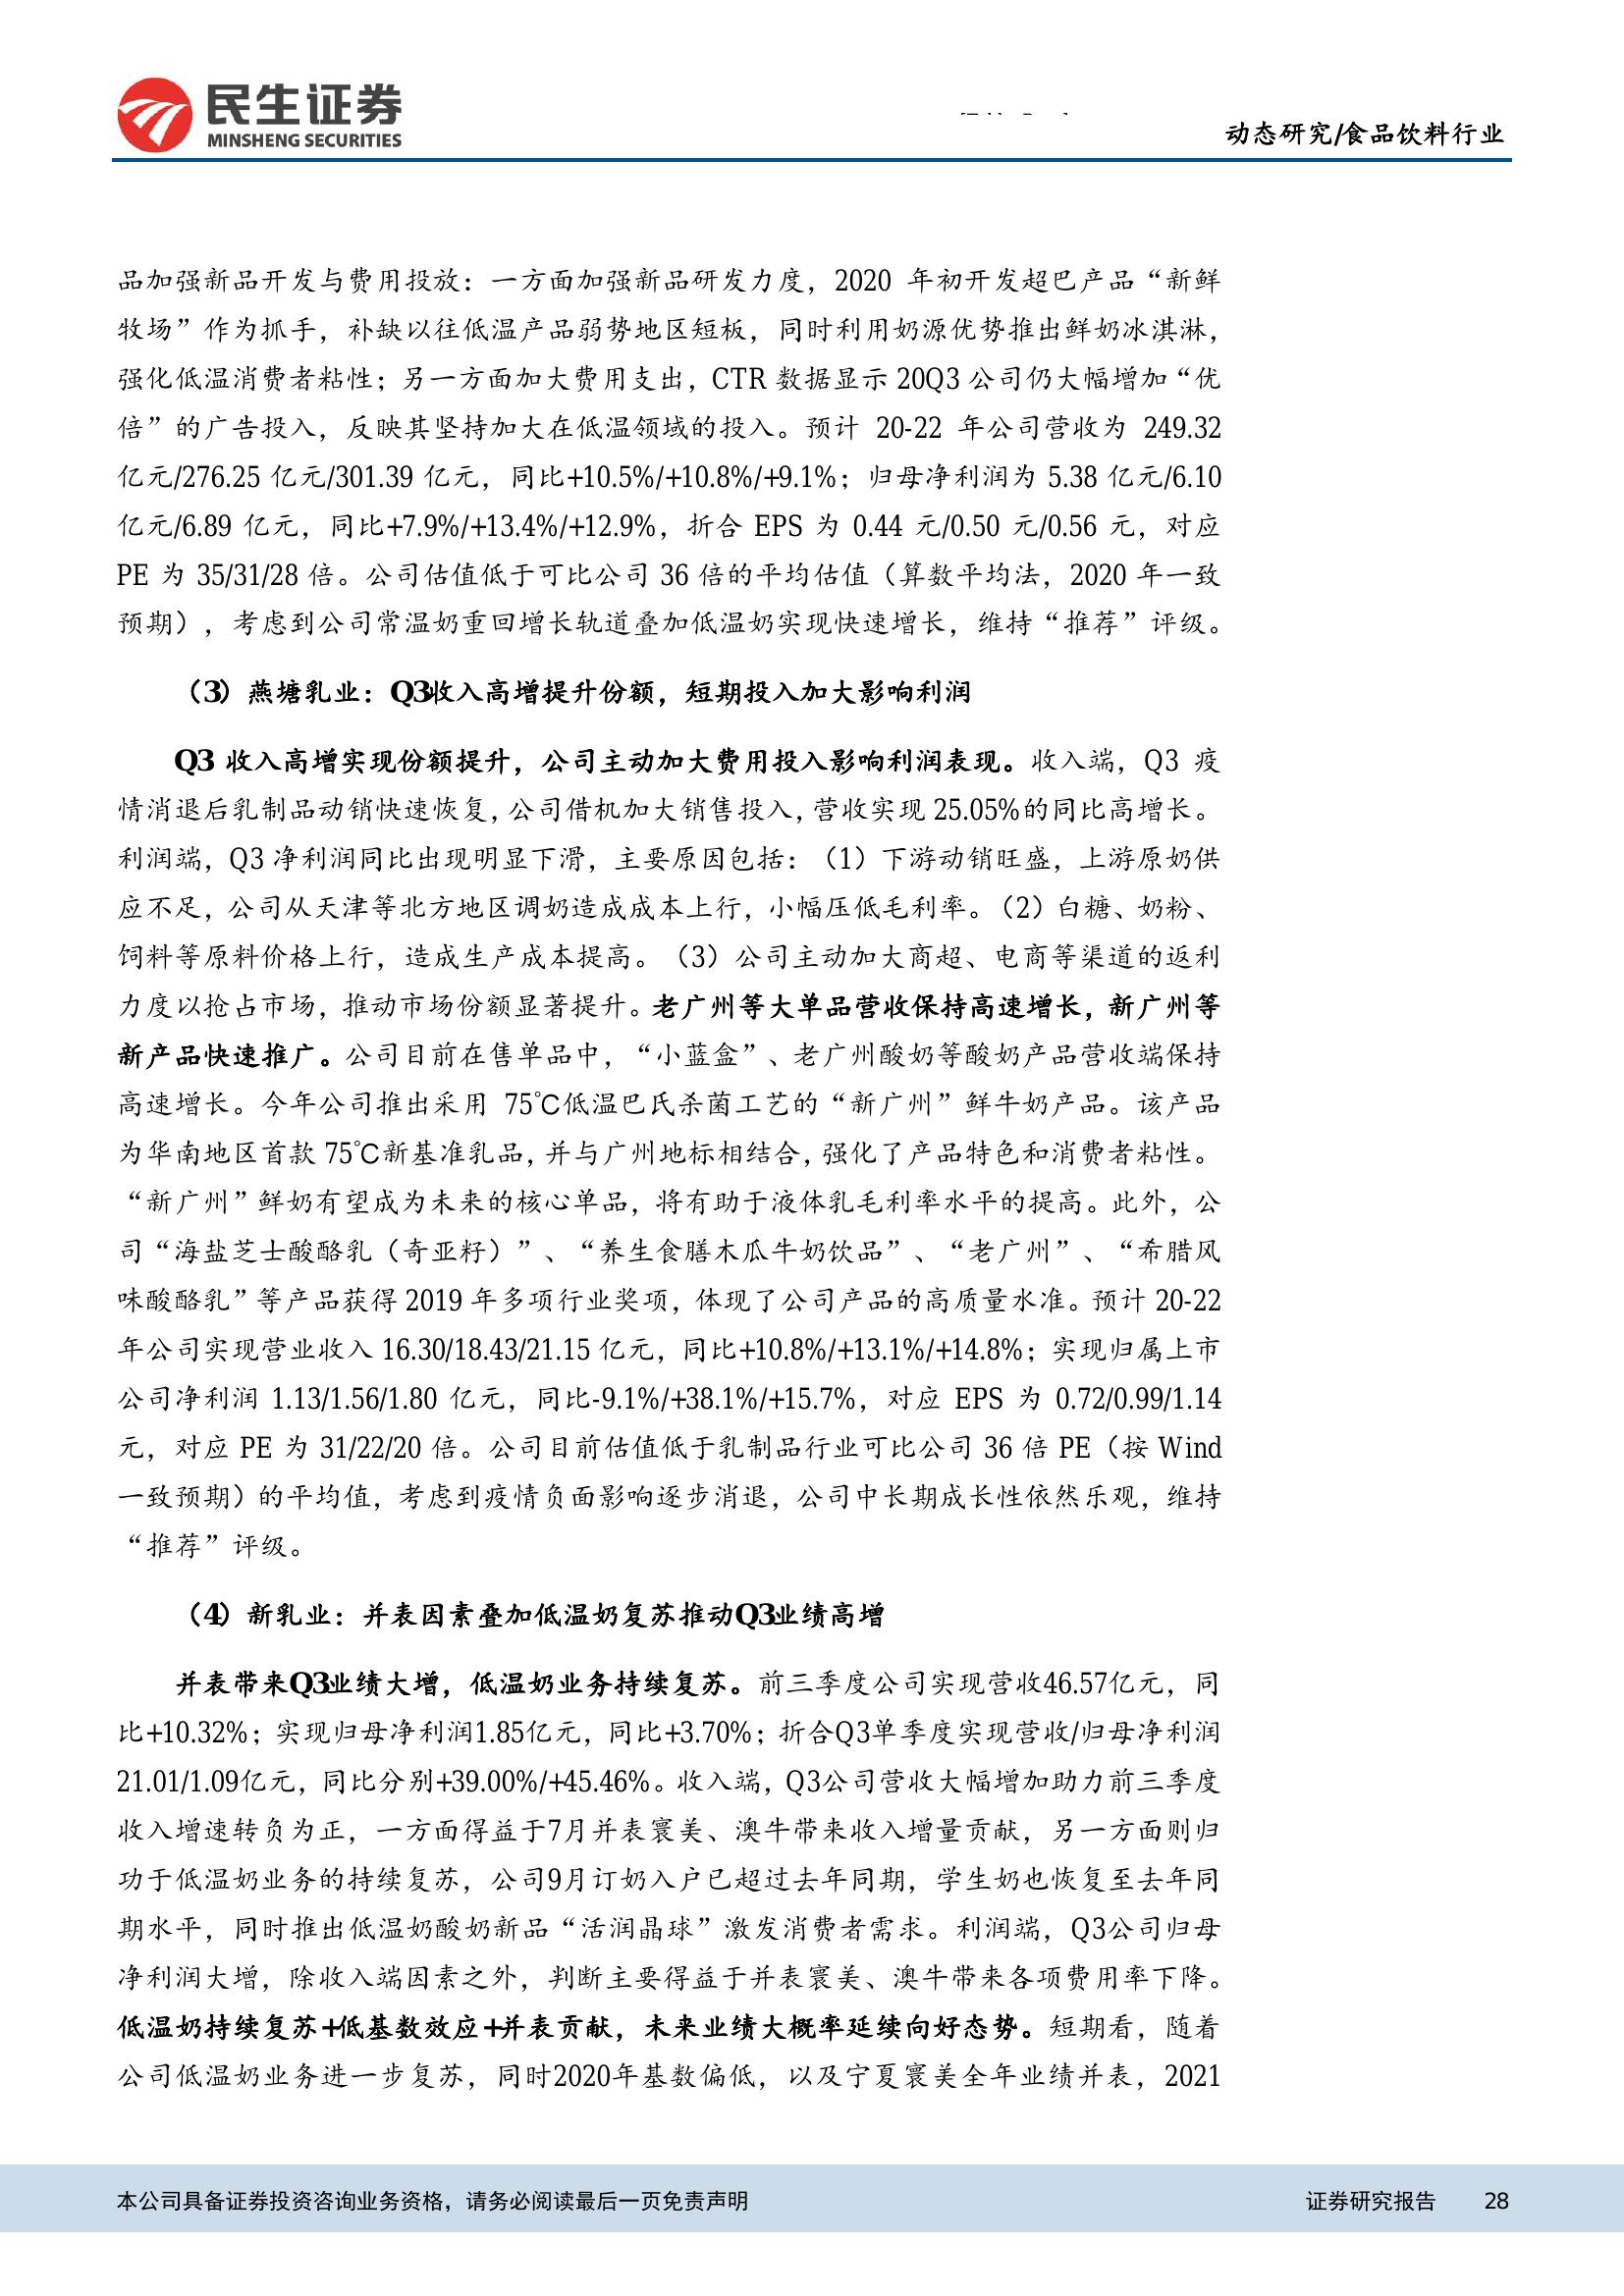 民生证券
MINSHENG SECURITIES
动态研究/食品饮料行业
品加强新品开发与费用投放：一方面加强新品研发力度，2020 年初开发超巴产品“新鲜
牧场”作为抓手，补缺以往低温产品弱势地区短板，同时利用奶源优势推出鲜奶冰淇淋，
强化低温消费者粘性；另一方面加大费用支出，CTR 数据显示 20Q3 公司仍大幅增加“优
倍”的广告投入，反映其坚持加大在低温领域的投入。预计 20-22 年公司营收为 249.32
亿元/276.25 亿元/301.39 亿元，同比+10.5%/+10.8%/+9.1%；归母净利润为 5.38 亿元/6.10
亿元/6.89 亿元，同比+7.9%/+13.4%/+12.9%，折合 EPS 为 0.44 元/0.50 元/0.56 元，对应
PE 为 35/31/28 倍。公司估值低于可比公司 36 倍的平均估值（算数平均法，2020 年一致
预期），考虑到公司常温奶重回增长轨道叠加低温奶实现快速增长，维持“推荐”评级。
（3）燕塘乳业：Q3收入高增提升份额，短期投入加大影响利润
Q3 收入高增实现份额提升，公司主动加大费用投入影响利润表现。收入端，Q3 疫
情消退后乳制品动销快速恢复，公司借机加大销售投入，营收实现 25.05%的同比高增长。
利润端，Q3 净利润同比出现明显下滑，主要原因包括：（1）下游动销旺盛，上游原奶供
应不足，公司从天津等北方地区调奶造成成本上行，小幅压低毛利率。（2）白糖、奶粉、
饲料等原料价格上行，造成生产成本提高。（3）公司主动加大商超、电商等渠道的返利
力度以抢占市场，推动市场份额显著提升。老广州等大单品营收保持高速增长，新广州等
新产品快速推广。公司目前在售单品中，“小蓝盒”、老广州酸奶等酸奶产品营收端保持
高速增长。今年公司推出采用 75℃低温巴氏杀菌工艺的“新广州”鲜牛奶产品。该产品
为华南地区首款 75℃新基准乳品，并与广州地标相结合，强化了产品特色和消费者粘性。
“新广州”鲜奶有望成为未来的核心单品，将有助于液体乳毛利率水平的提高。此外，公
司“海盐芝士酸酪乳（奇亚籽）”、“养生食膳木瓜牛奶饮品”、“老广州”、“希腊风
味酸酪乳”等产品获得 2019 年多项行业奖项，体现了公司产品的高质量水准。预计 20-22
年公司实现营业收入 16.30/18.43/21.15 亿元，同比+10.8%/+13.1%/+14.8%；实现归属上市
公司净利润 1.13/1.56/1.80 亿元，同比-9.1%/+38.1%/+15.7%，对应 EPS 为 0.72/0.99/1.14
元，对应 PE 为 31/22/20 倍。公司目前估值低于乳制品行业可比公司 36 倍 PE（按 Wind
一致预期）的平均值，考虑到疫情负面影响逐步消退，公司中长期成长性依然乐观，维持
“推荐”评级。
（4）新乳业：并表因素叠加低温奶复苏推动Q3业绩高增
并表带来Q3业绩大增，低温奶业务持续复苏。前三季度公司实现营收46.57亿元，同
比+10.32%；实现归母净利润1.85亿元，同比+3.70%；折合Q3单季度实现营收/归母净利润
21.01/1.09亿元，同比分别+39.00%/+45.46%。收入端，Q3公司营收大幅增加助力前三季度
收入增速转负为正，一方面得益于7月并表寰美、澳牛带来收入增量贡献，另一方面则归
功于低温奶业务的持续复苏，公司9月订奶入户已超过去年同期，学生奶也恢复至去年同
期水平，同时推出低温奶酸奶新品“活润晶球”激发消费者需求。利润端，Q3公司归母
净利润大增，除收入端因素之外，判断主要得益于并表寰美、澳牛带来各项费用率下降。
低温奶持续复苏+低基数效应+并表贡献，未来业绩大概率延续向好态势。短期看，随着
公司低温奶业务进一步复苏，同时2020年基数偏低，以及宁夏寰美全年业绩并表，2021
本公司具备证券投资咨询业务资格，请务必阅读最后一页免责声明
证券研究报告 28